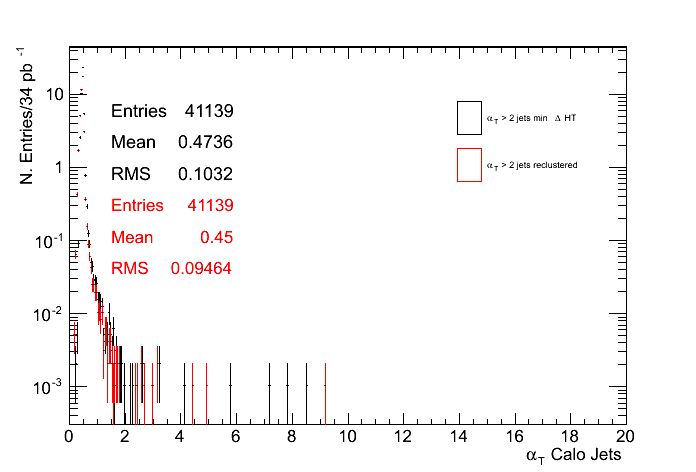 N. Entries/34 pb⁻¹
10
1
10⁻¹
10⁻²
10⁻³
Entries 41139
Mean 0.4736
RMS 0.1032
Entries 41139
Mean 0.45
RMS 0.09464
α_T > 2 jets min Δ HT
α_T > 2 jets reclustered
0 2 4 6 8 10 12 14 16 18 20
α_T Calo Jets